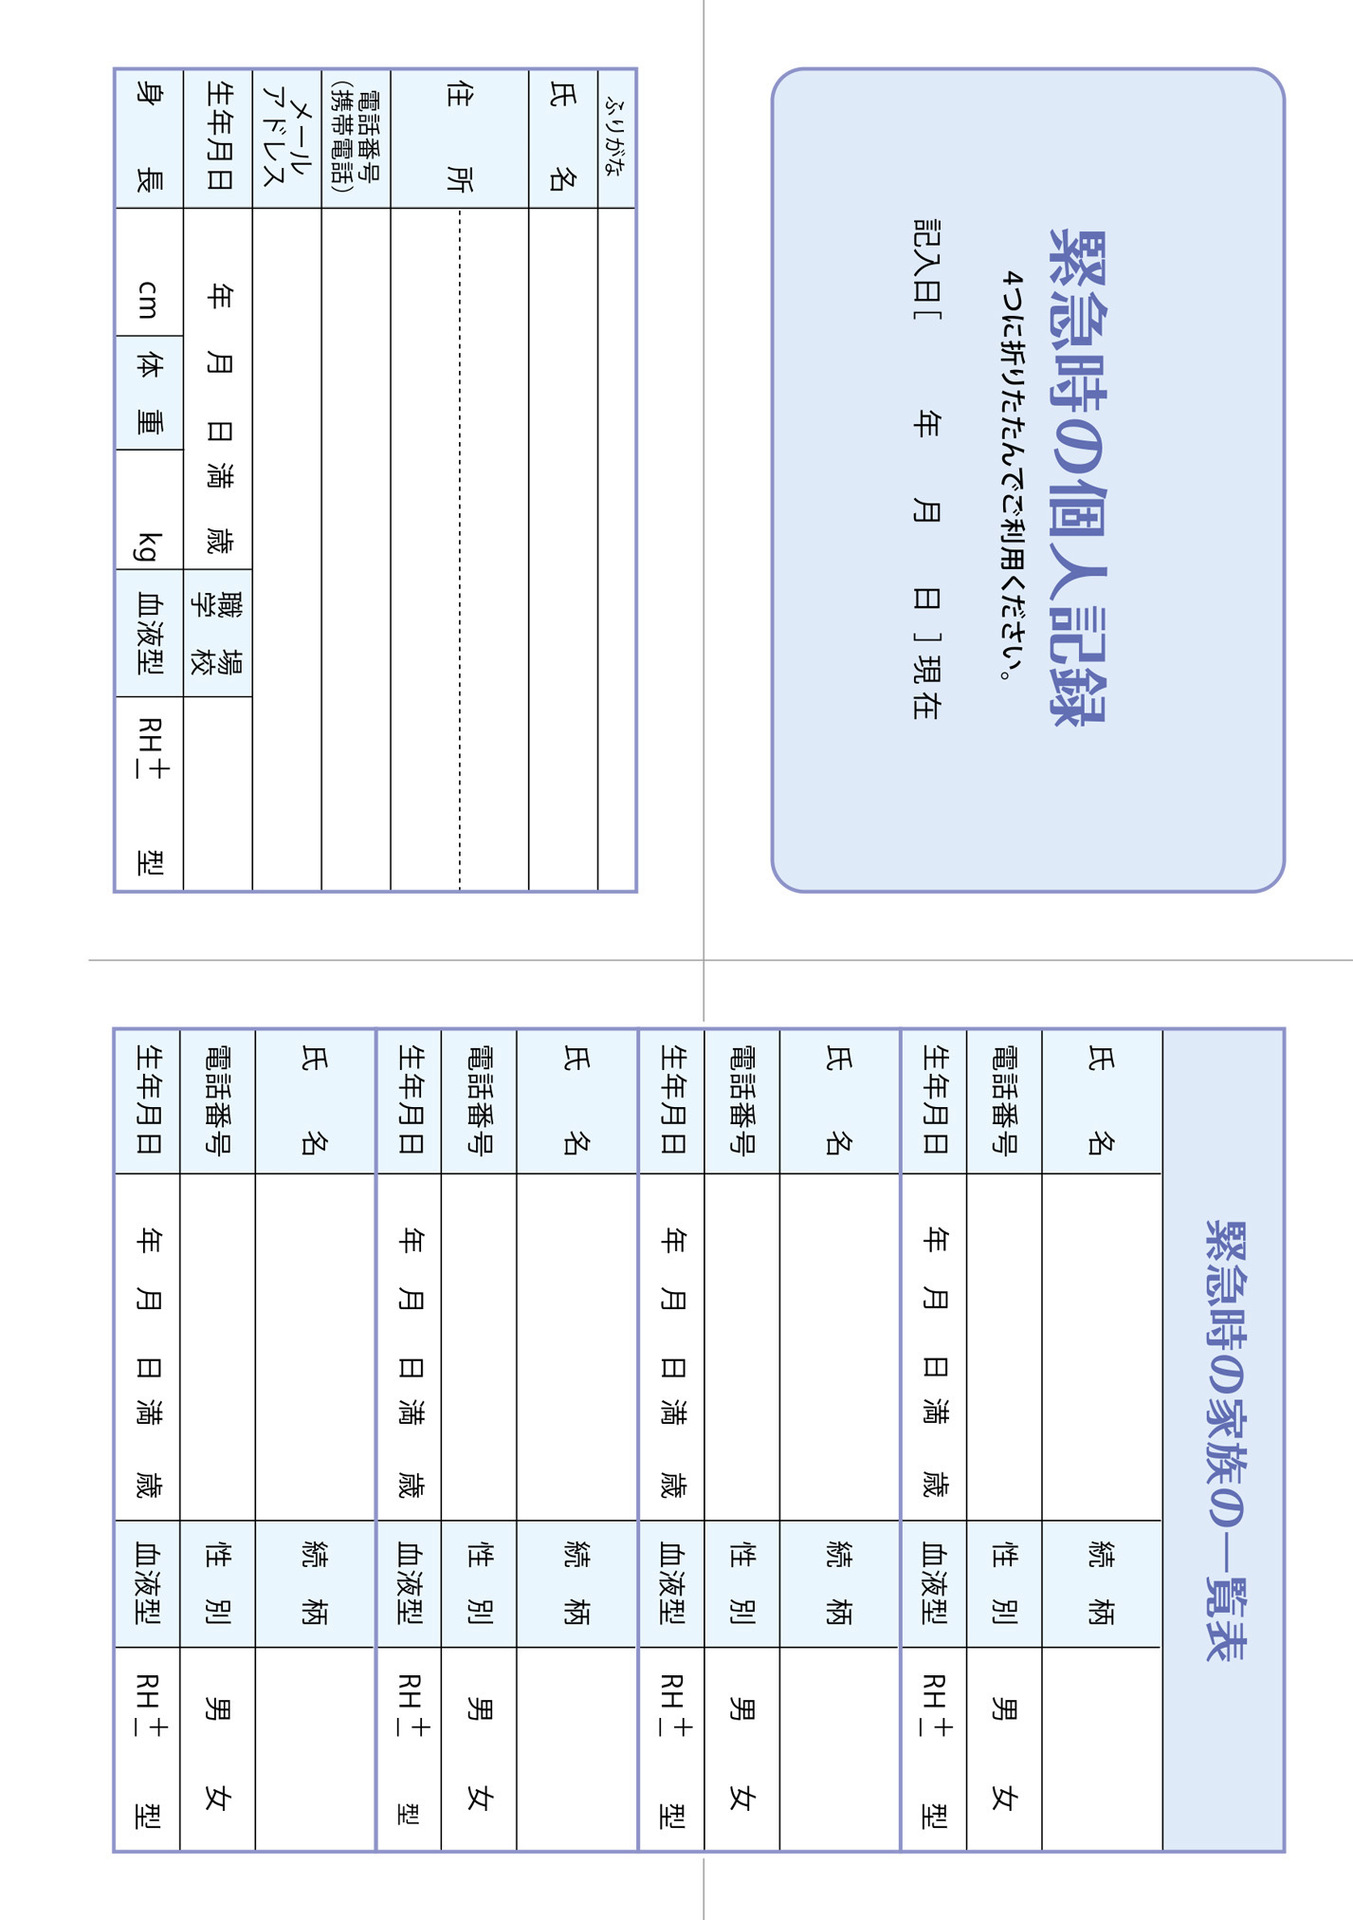 緊急時の個人記録
4つに折りたたんでご利用ください。
記入日[ 年 月 日 ]現在
ふりがな
氏 名
住 所
電話番号
(携帯電話)
メール
アドレス
生年月日 年 月 日 満 歳 職 場
学 校
身 長 cm 体 重 kg 血液型 RH± 型
緊急時の家族の一覧表
氏 名 続 柄
電話番号 性 別 男 女
生年月日 年 月 日 満 歳 血液型 RH± 型
氏 名 続 柄
電話番号 性 別 男 女
生年月日 年 月 日 満 歳 血液型 RH± 型
氏 名 続 柄
電話番号 性 別 男 女
生年月日 年 月 日 満 歳 血液型 RH± 型
氏 名 続 柄
電話番号 性 別 男 女
生年月日 年 月 日 満 歳 血液型 RH± 型